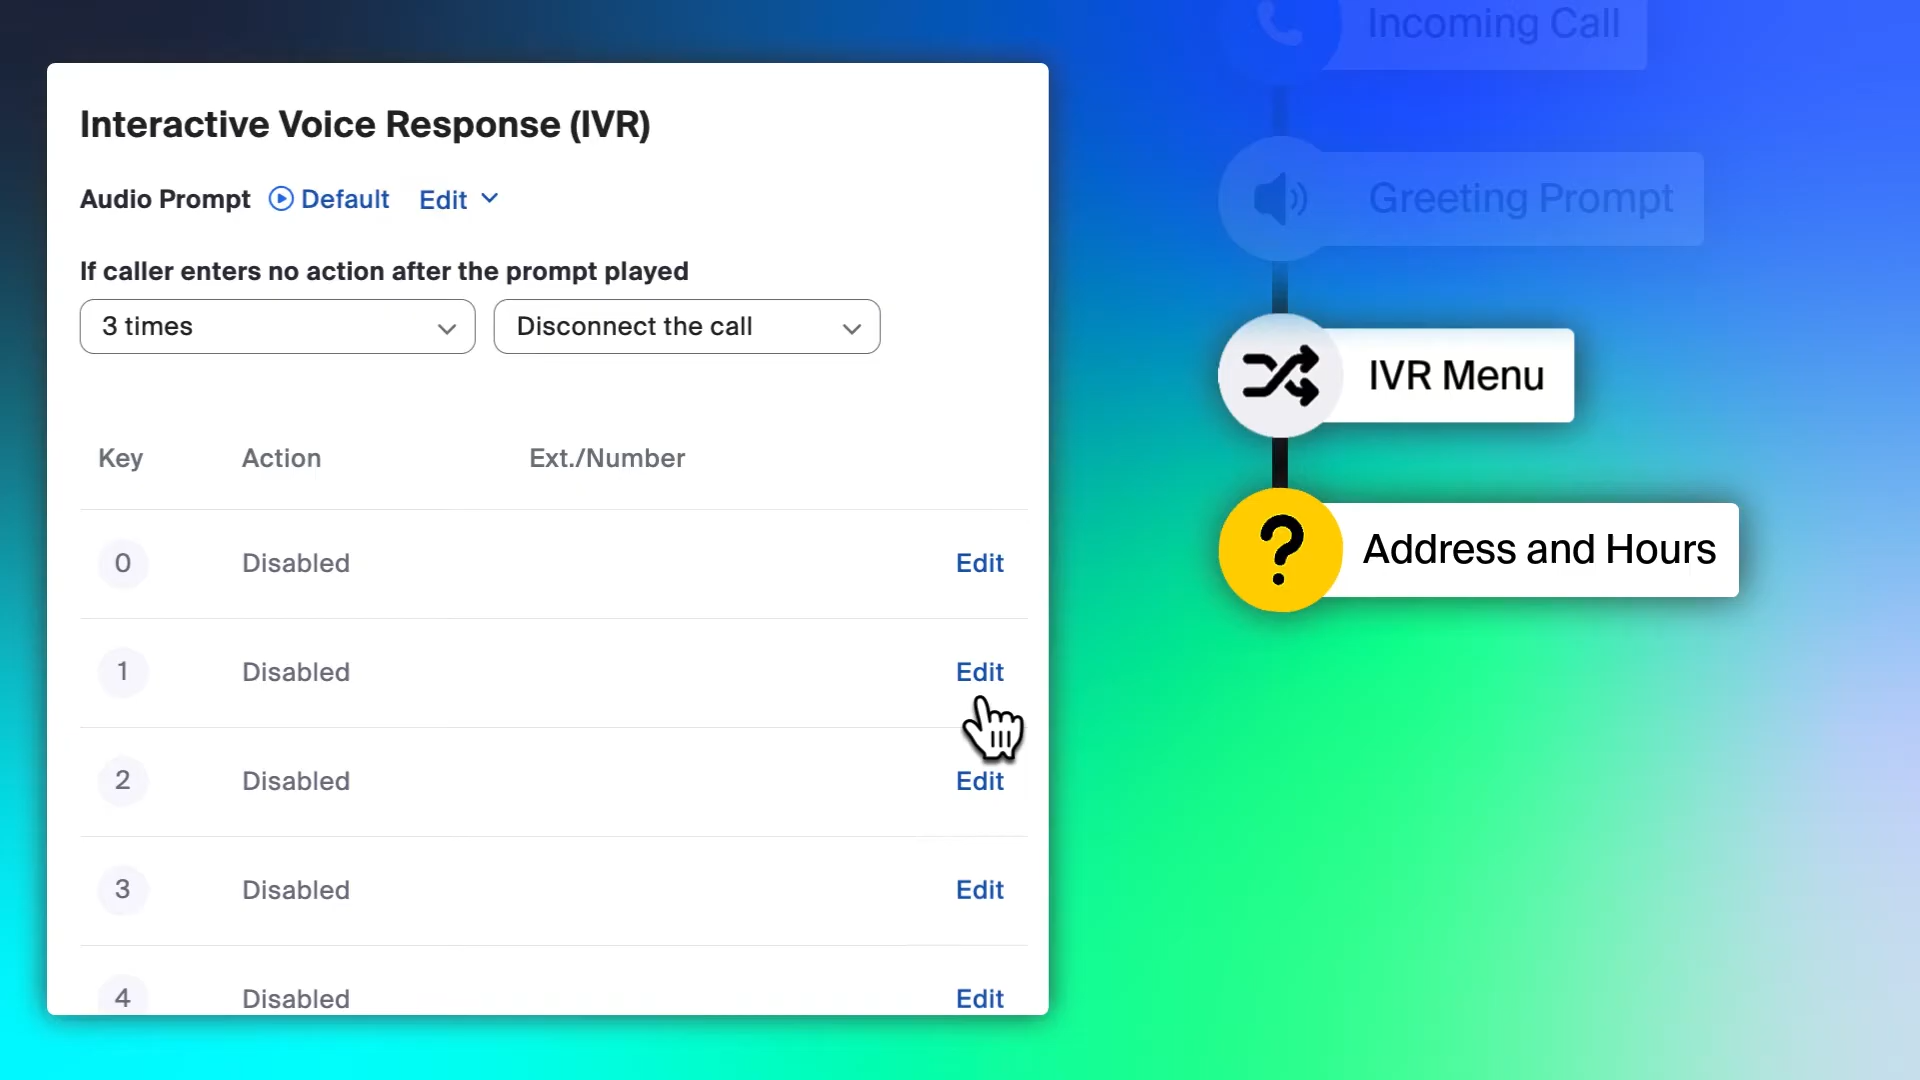 Interactive Voice Response (IVR)
Audio Prompt Default Edit
If caller enters no action after the prompt played
3 times Disconnect the call
Key Action Ext./Number
0 Disabled Edit
1 Disabled Edit
2 Disabled Edit
3 Disabled Edit
4 Disabled Edit
Incoming Call
Greeting Prompt
IVR Menu
? Address and Hours